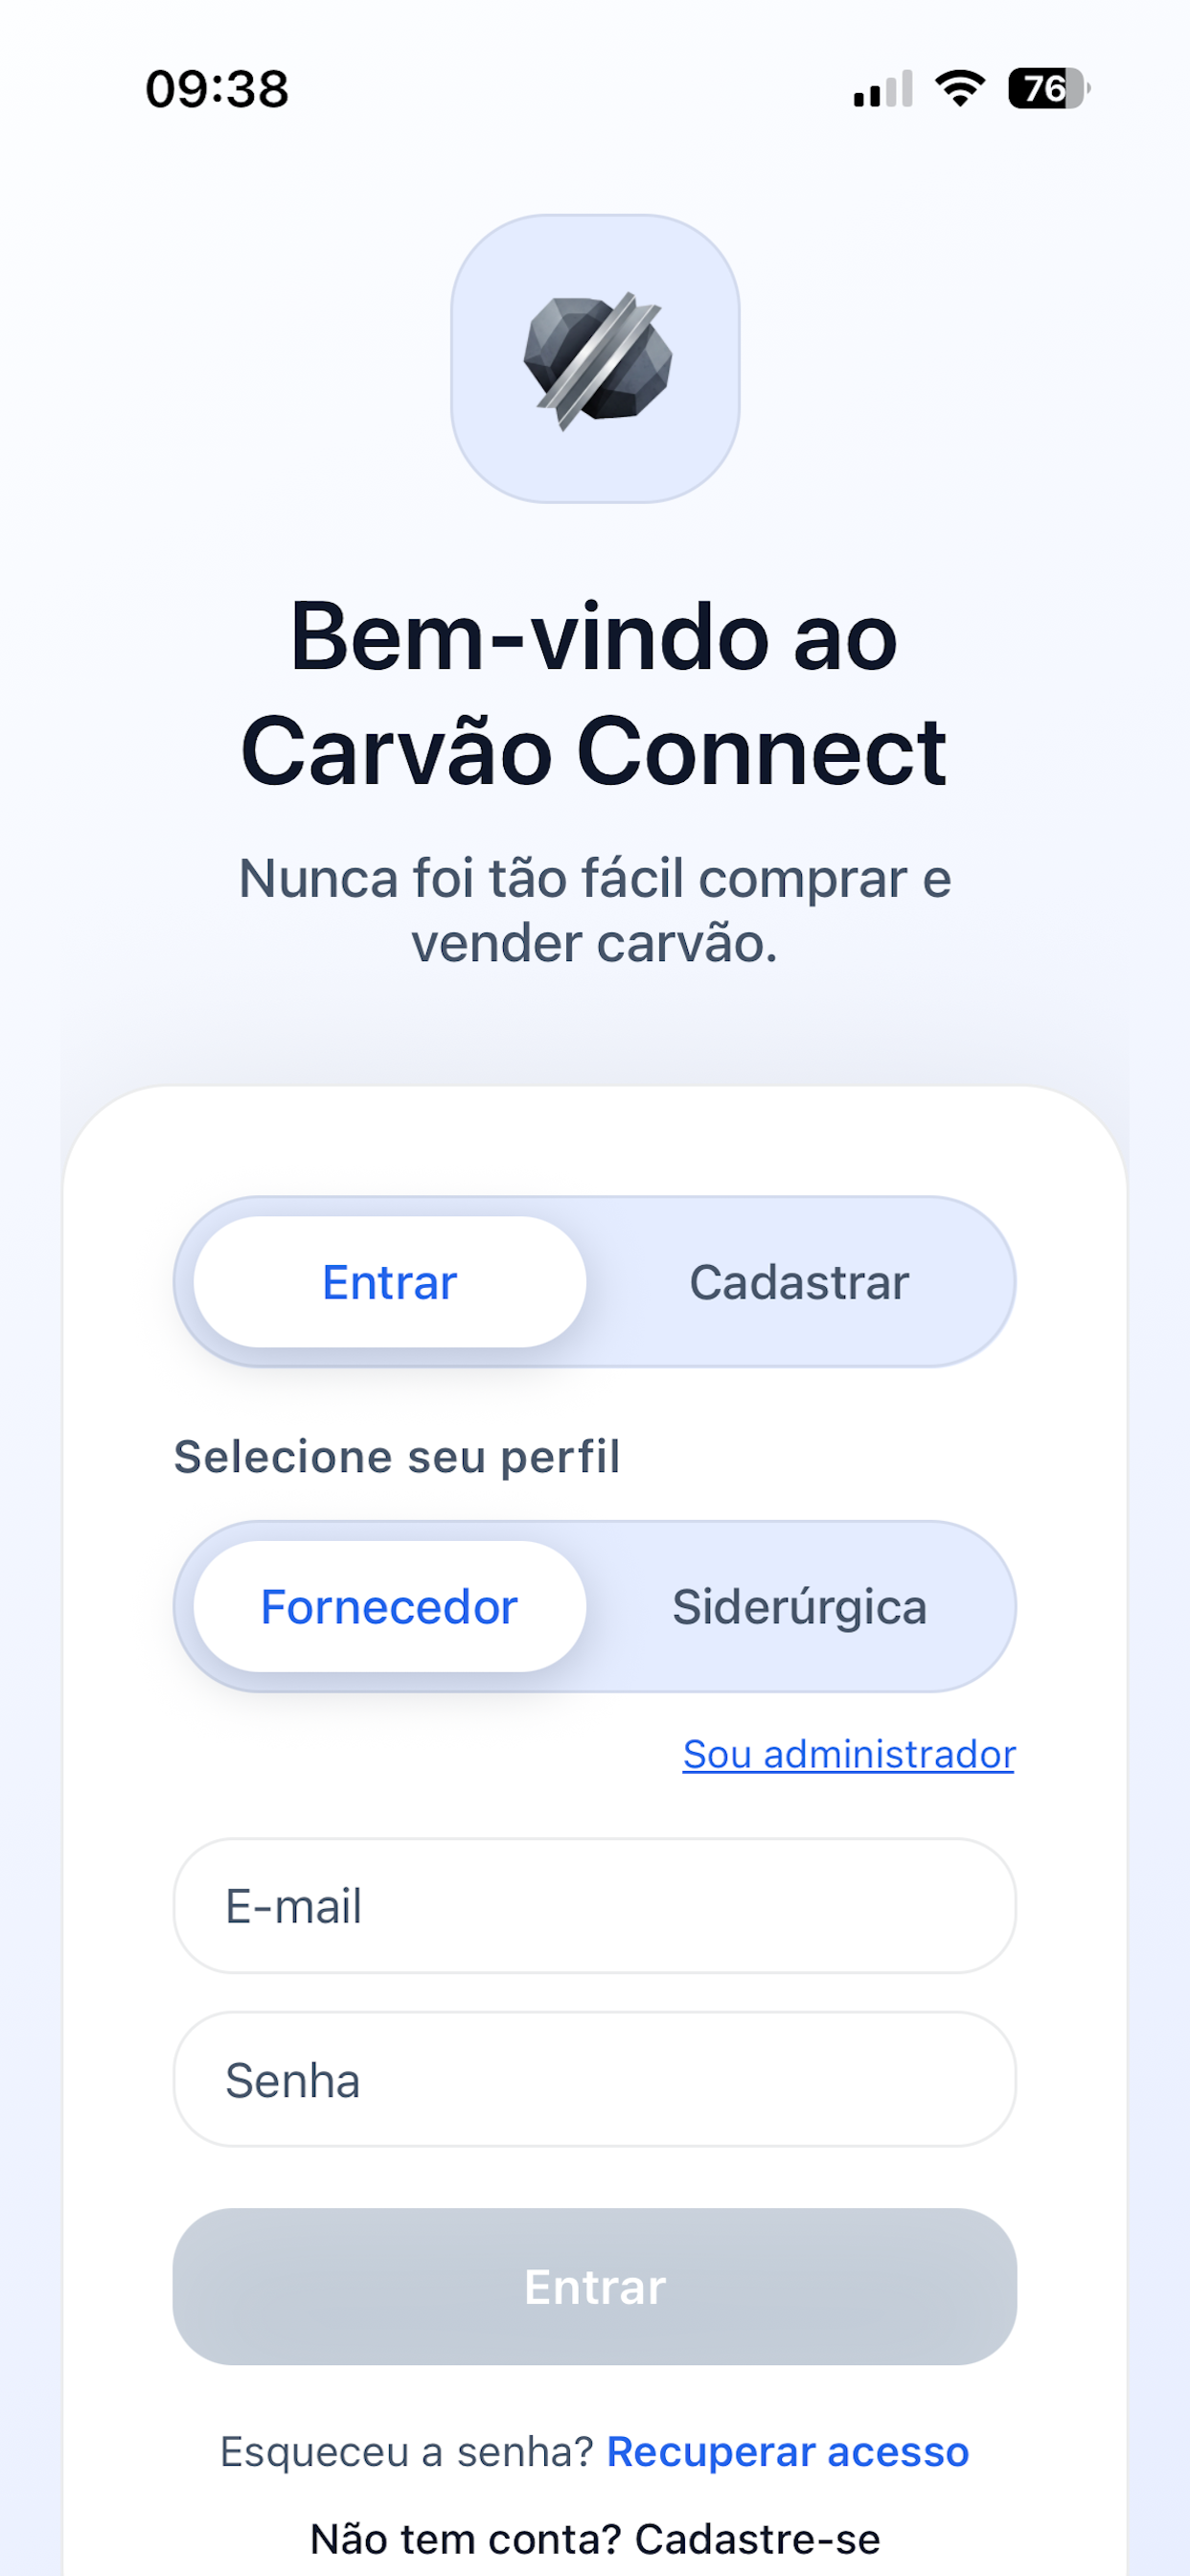 09:38
76
Bem-vindo ao
Carvão Connect
Nunca foi tão fácil comprar e
vender carvão.
Entrar
Cadastrar
Selecione seu perfil
Fornecedor
Siderúrgica
Sou administrador
E-mail
Senha
Entrar
Esqueceu a senha? Recuperar acesso
Não tem conta? Cadastre-se